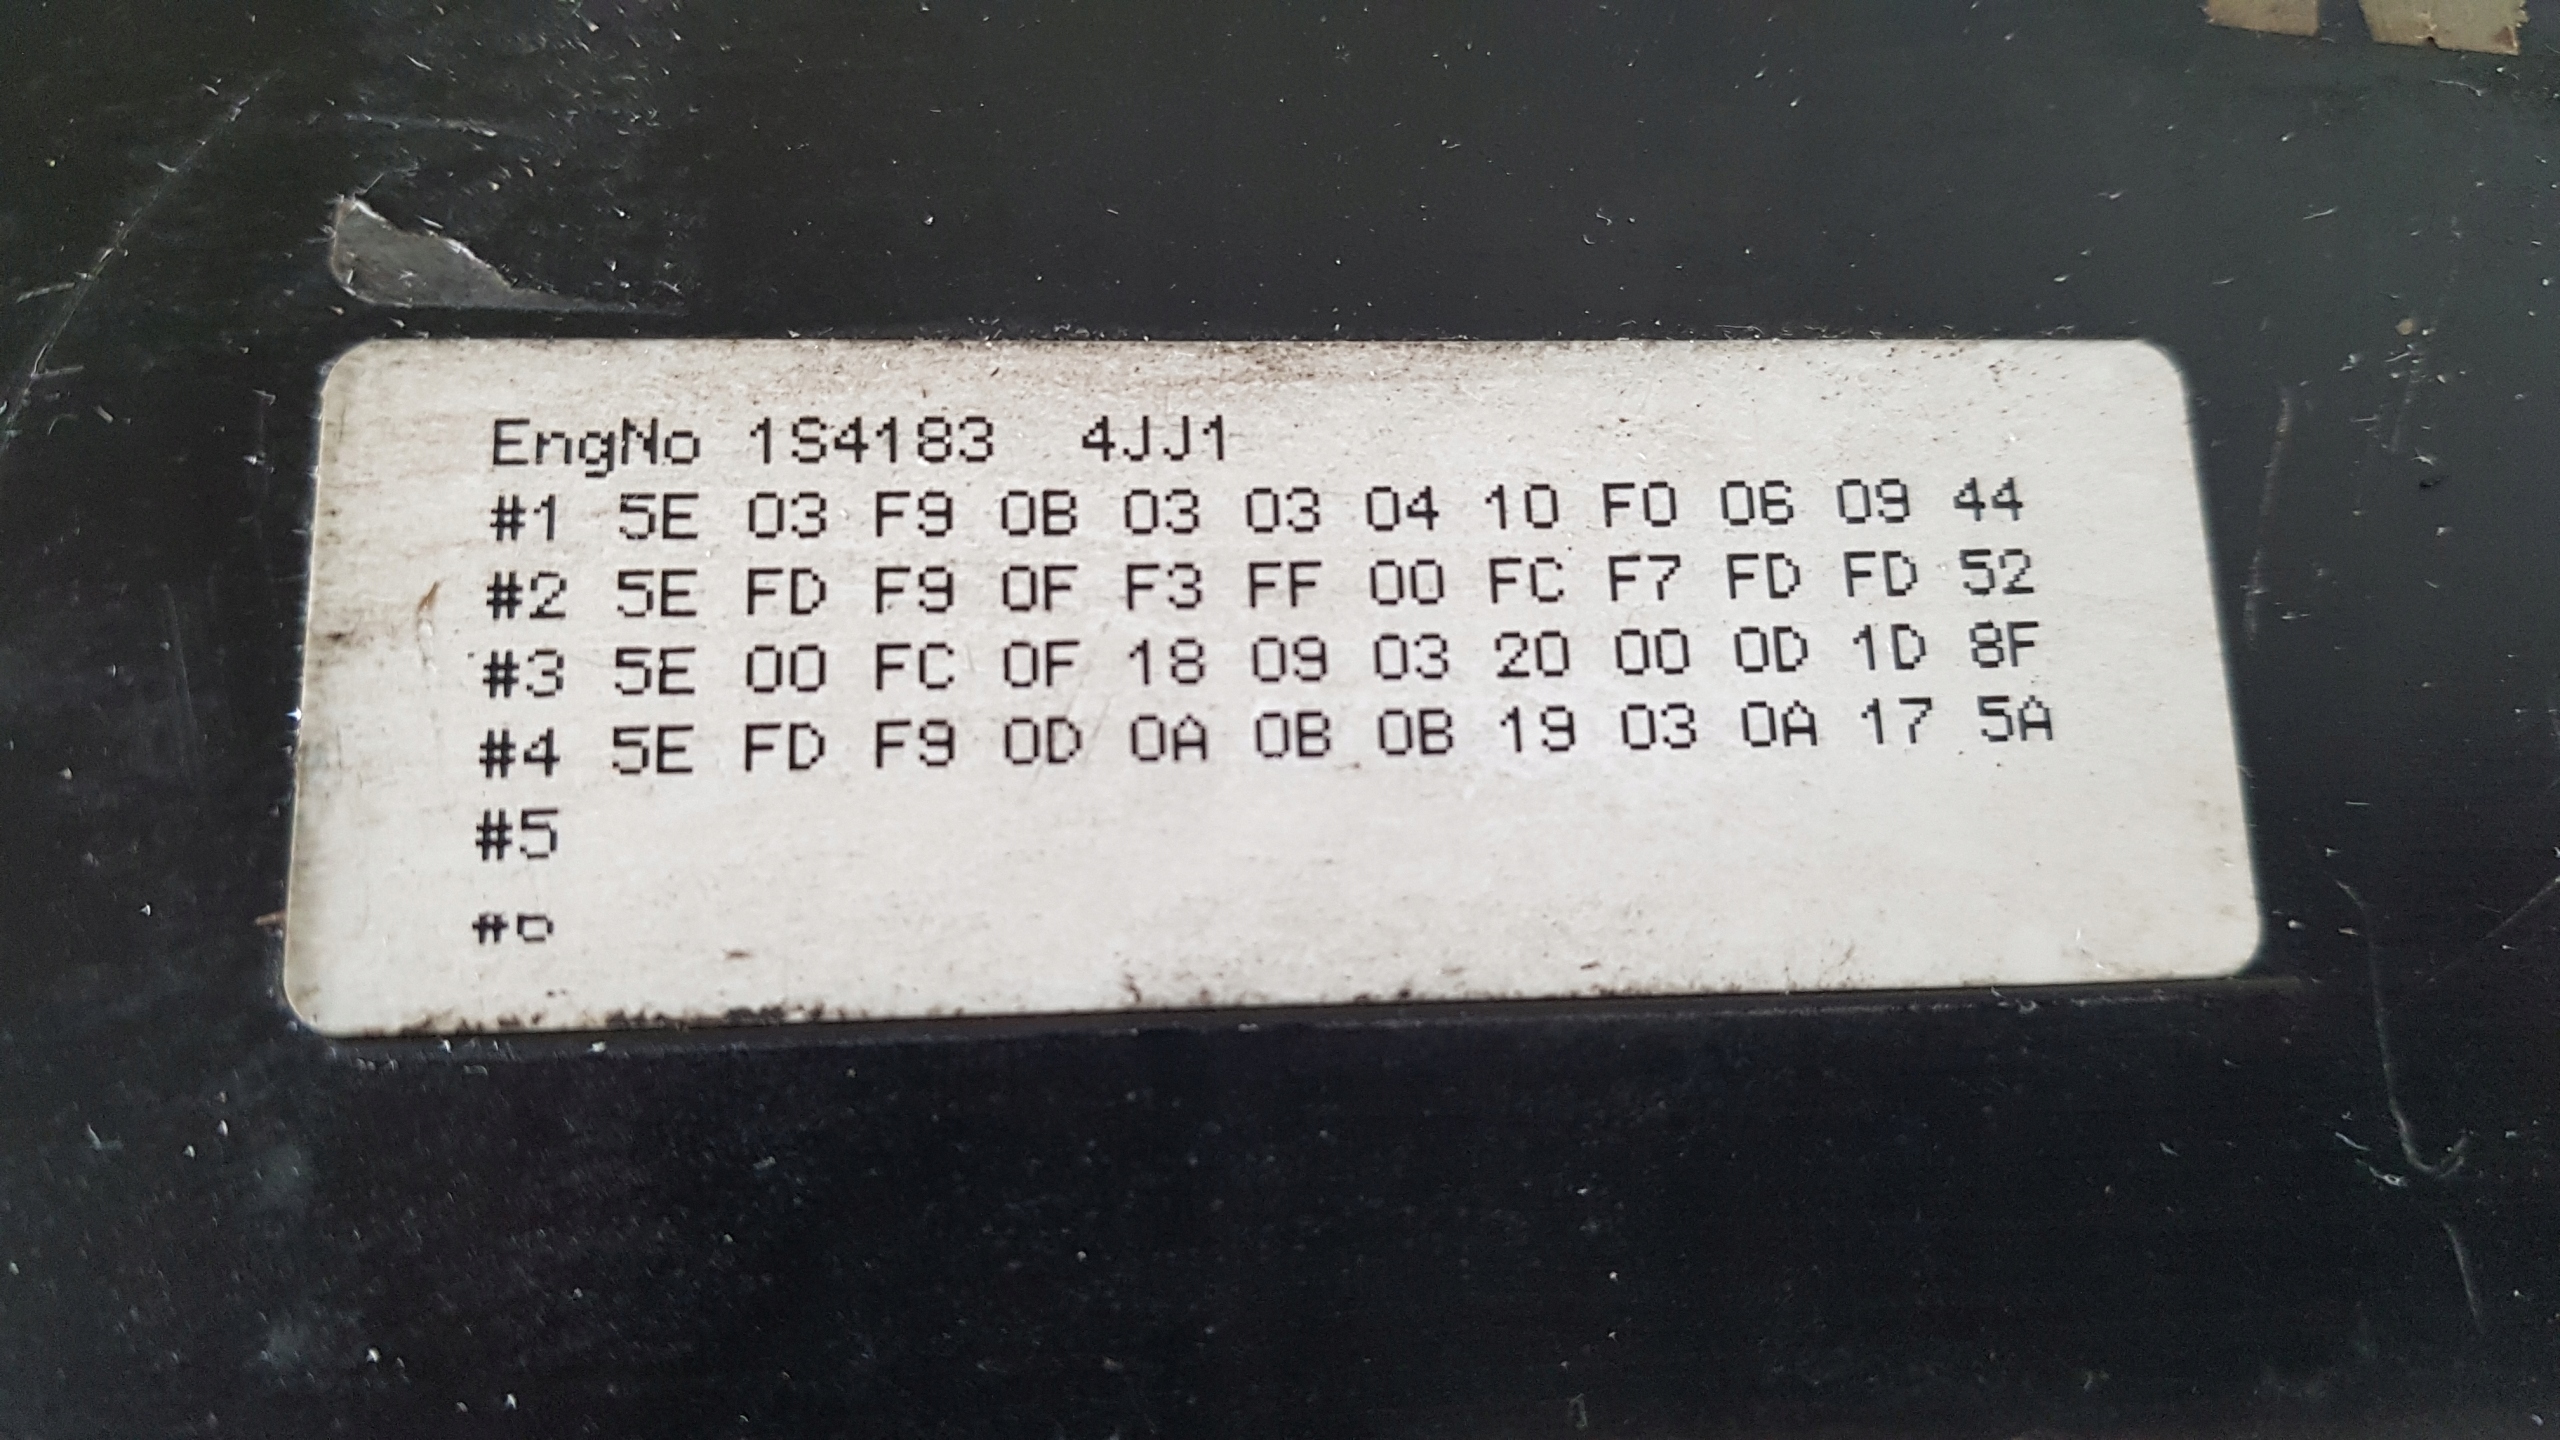 EngNo 1S4183 4JJ1
#1 5E 03 F9 0B 03 03 04 10 F0 06 09 44
#2 5E FD F9 0F F3 FF 00 FC F7 FD FD 52
#3 5E 00 FC 0F 18 09 03 20 00 0D 1D 8F
#4 5E FD F9 0D 0A 0B 0B 19 03 0A 17 5A
#5
#6